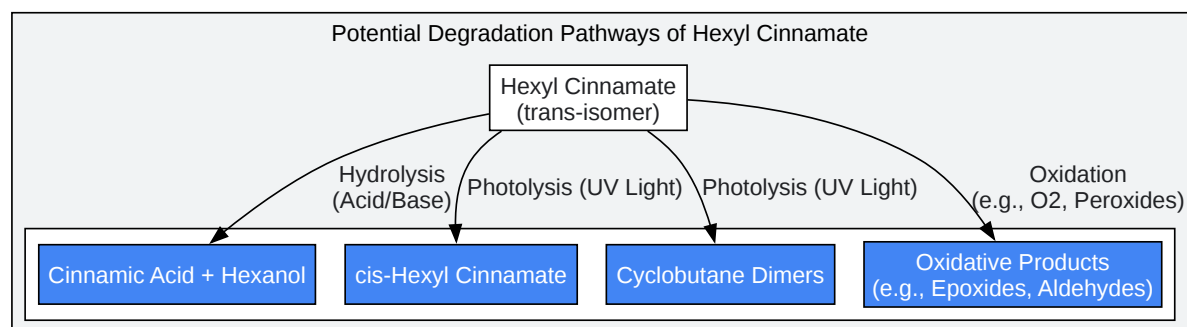 Potential Degradation Pathways of Hexyl Cinnamate
Hexyl Cinnamate
(trans-isomer)
Hydrolysis
(Acid/Base)
Photolysis (UV Light)
Photolysis (UV Light)
Oxidation
(e.g., O2, Peroxides)
Cinnamic Acid + Hexanol
cis-Hexyl Cinnamate
Cyclobutane Dimers
Oxidative Products
(e.g., Epoxides, Aldehydes)